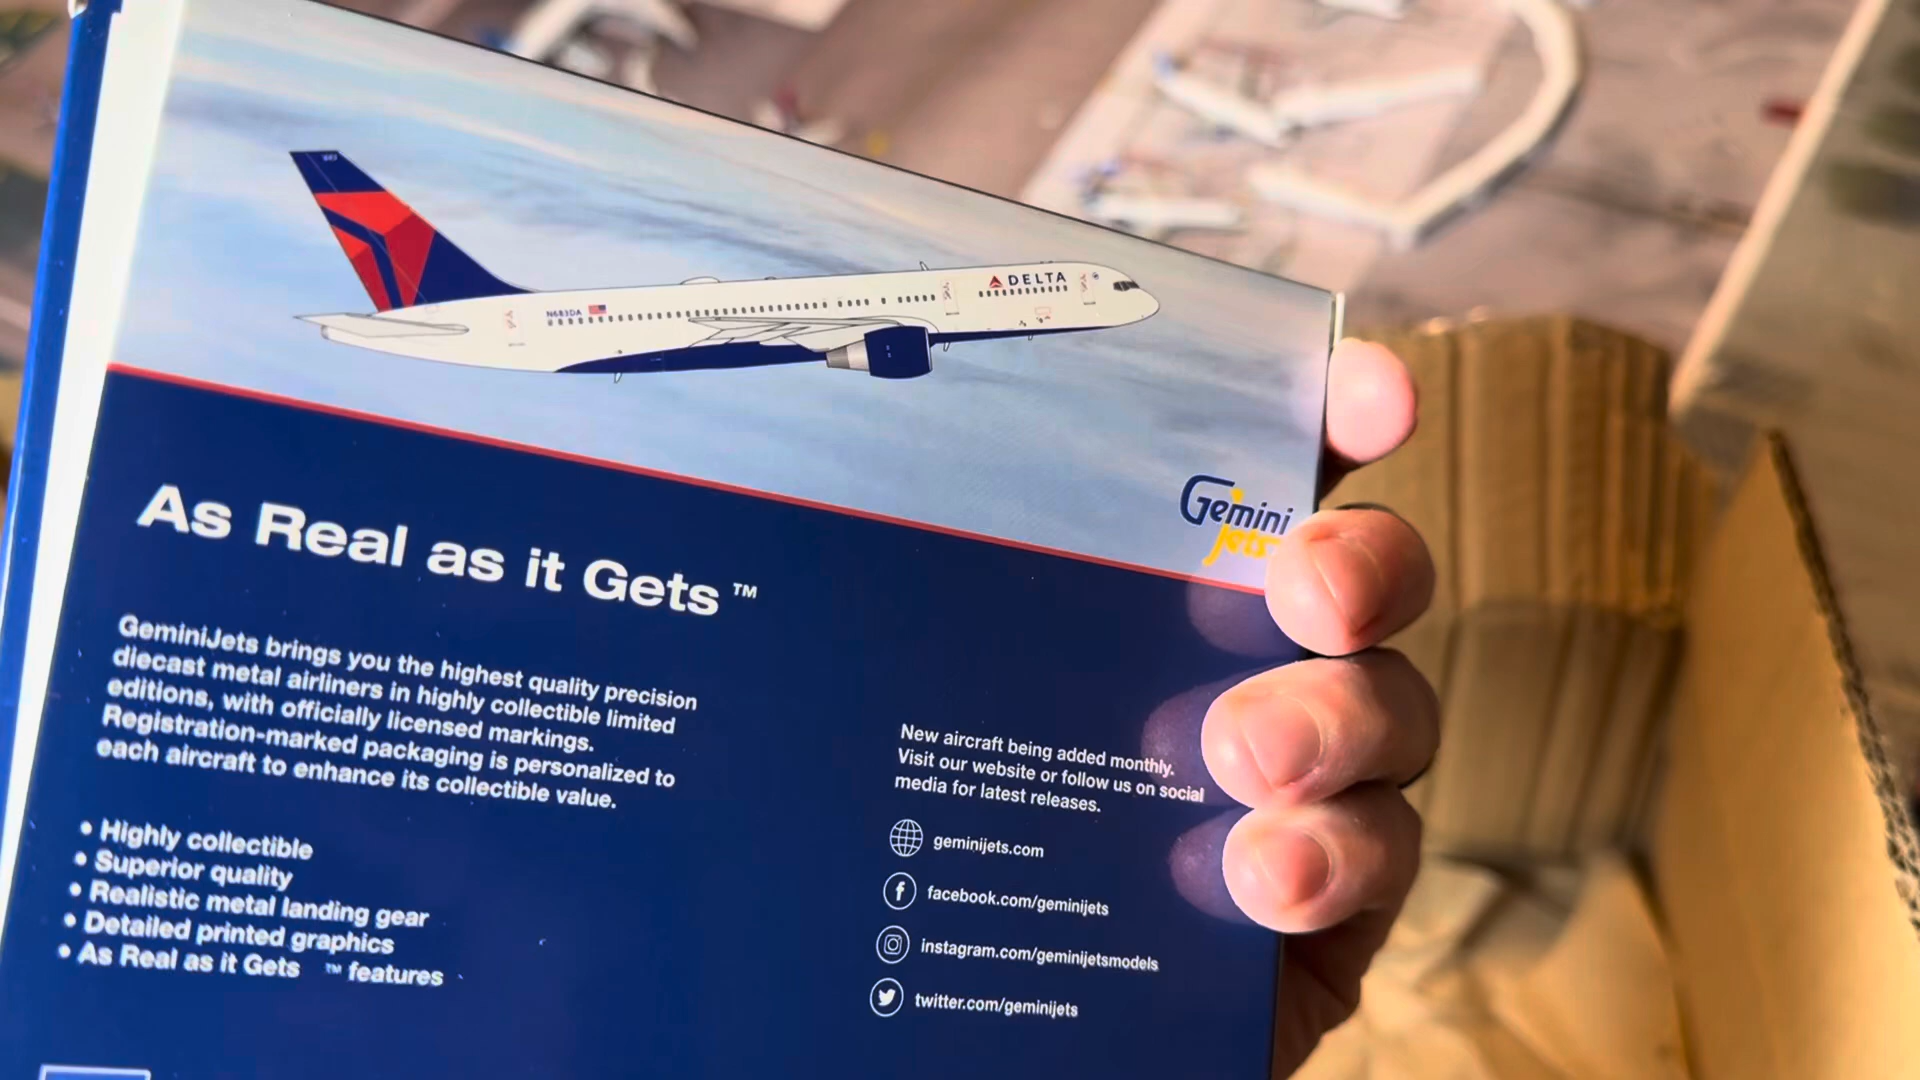 DELTA
N683DA
Gemini
Jets
As Real as it Gets ™
GeminiJets brings you the highest quality precision
diecast metal airliners in highly collectible limited
editions, with officially licensed markings.
Registration-marked packaging is personalized to
each aircraft to enhance its collectible value.
• Highly collectible
• Superior quality
• Realistic metal landing gear
• Detailed printed graphics
• As Real as it Gets ™ features
New aircraft being added monthly.
Visit our website or follow us on social
media for latest releases.
geminijets.com
facebook.com/geminijets
instagram.com/geminijetsmodels
twitter.com/geminijets